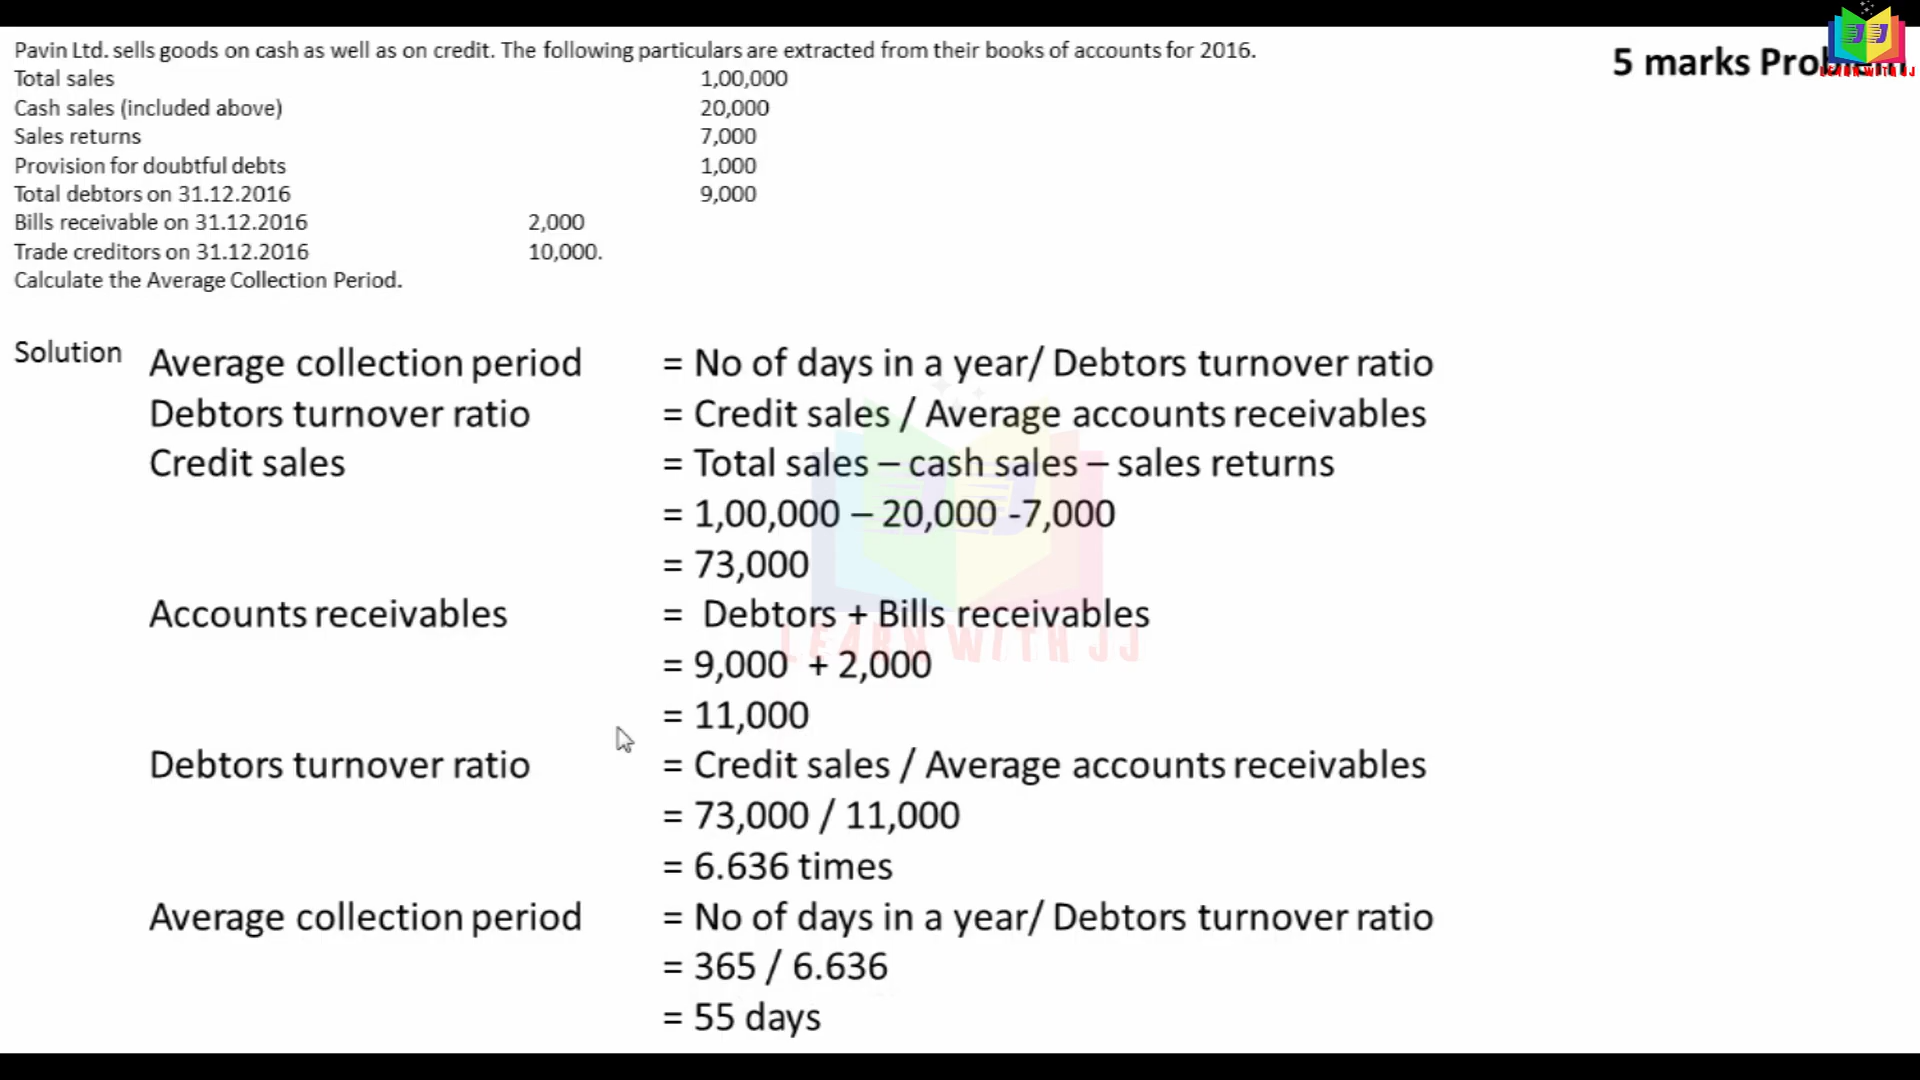 Pavin Ltd. sells goods on cash as well as on credit. The following particulars are extracted from their books of accounts for 2016.
5 marks Problem
LEARN WITH JJ
Total sales 1,00,000
Cash sales (included above) 20,000
Sales returns 7,000
Provision for doubtful debts 1,000
Total debtors on 31.12.2016 9,000
Bills receivable on 31.12.2016 2,000
Trade creditors on 31.12.2016 10,000.
Calculate the Average Collection Period.
Solution Average collection period = No of days in a year/ Debtors turnover ratio
Debtors turnover ratio = Credit sales / Average accounts receivables
Credit sales = Total sales – cash sales – sales returns
= 1,00,000 – 20,000 -7,000
= 73,000
Accounts receivables = Debtors + Bills receivables
LEARN WITH JJ
= 9,000 + 2,000
= 11,000
Debtors turnover ratio = Credit sales / Average accounts receivables
= 73,000 / 11,000
= 6.636 times
Average collection period = No of days in a year/ Debtors turnover ratio
= 365 / 6.636
= 55 days